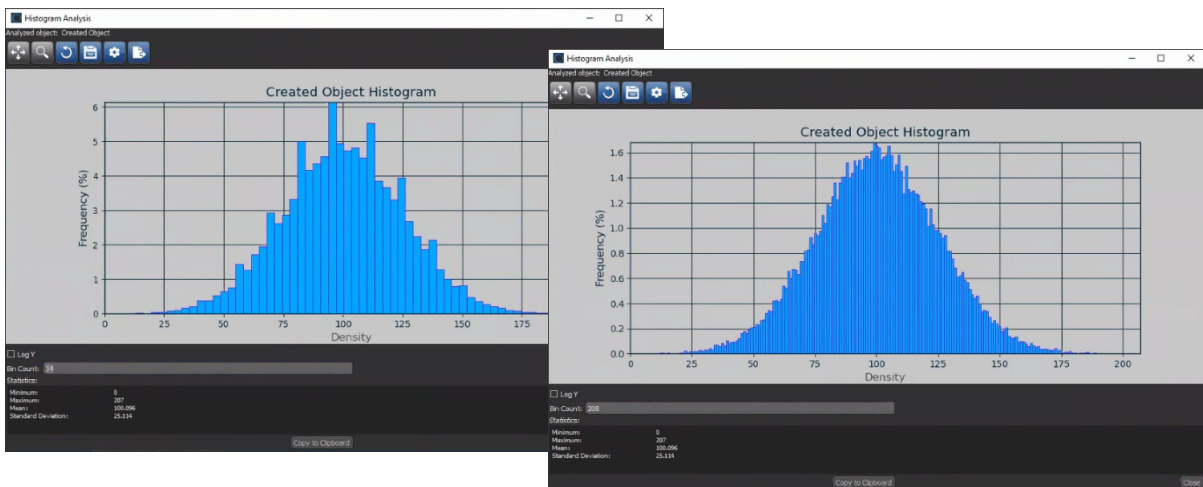 Histogram Analysis
Analyzed object: Created Object
Created Object Histogram
Frequency (%)
6
5
4
3
2
1
0
0 25 50 75 100 125 150 175
Density
Log Y
Bin Count: 54
Statistics:
Minimum: 0
Maximum: 207
Mean: 100.096
Standard Deviation: 25.114
Copy to Clipboard
Histogram Analysis
Analyzed object: Created Object
Created Object Histogram
Frequency (%)
1.6
1.4
1.2
1.0
0.8
0.6
0.4
0.2
0.0
0 25 50 75 100 125 150 175 200
Density
Log Y
Bin Count: 208
Statistics:
Minimum: 0
Maximum: 207
Mean: 100.096
Standard Deviation: 25.114
Copy to Clipboard
Close